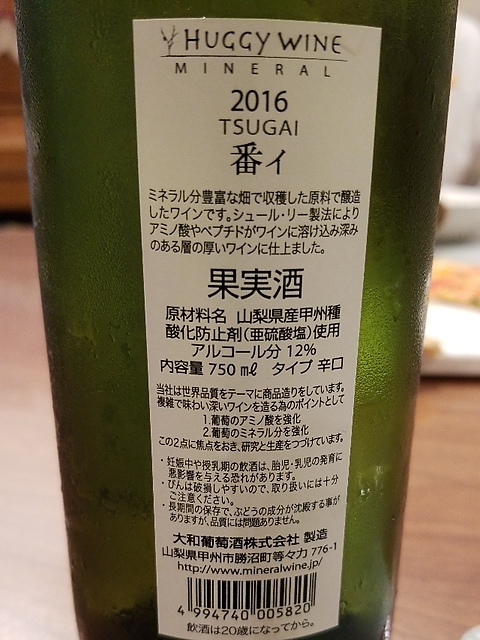 HUGGY WINE
MINERAL
2016
TSUGAI
番イ
ミネラル分豊富な畑で収穫した原料で醸造
したワインです。シュール・リー製法により
アミノ酸やペプチドがワインに溶け込み深み
のある層の厚いワインに仕上ました。
果実酒
原材料名 山梨県産甲州種
酸化防止剤(亜硫酸塩)使用
アルコール分 12%
内容量 750㎖ タイプ 辛口
当社は世界品質をテーマに商品造りをしています。
複雑で味わい深いワインを造る為のポイントとして
1.葡萄のアミノ酸を強化
2.葡萄のミネラル分を強化
この2点に焦点をおき、研究と生産をつづけています。
・妊娠中や授乳期の飲酒は、胎児・乳児の発育に
悪影響を与える恐れがあります。
・びんは破損しやすいので、取り扱いには十分
ご注意ください。
・長期間の保存で、ぶどうの成分が沈殿する事が
ありますが、品質には問題ありません。
大和葡萄酒株式会社 製造
山梨県甲州市勝沼町等々力 776-1
http://www.mineralwine.jp/
4 994740 005820
飲酒は20歳になってから。